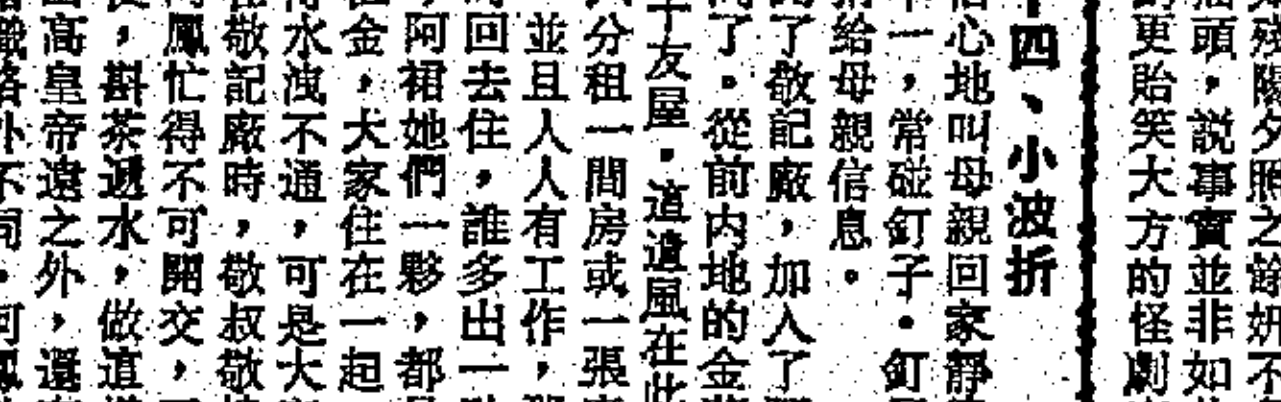 殘陽夕照之餘妍不
頭,說事實並非如
更貽笑大方的怪劇
十四、小波折
信心地叫母親回家靜
一,常碰釘子。釘
給母親信息。
了敬記廠,加入了
了。從前内地的金
于友屋。這遺風在此
分租一間房或一張
並且人人有工作,
回去住,誰多出一
阿裙她們一夥,都
金,大家住在一起
水洩不通,可是大
敬記廠時,敬叔敬
鳳忙得不可開交,
,斟茶遞水,做這
高皇帝遠之外,還
外不同。阿鳳